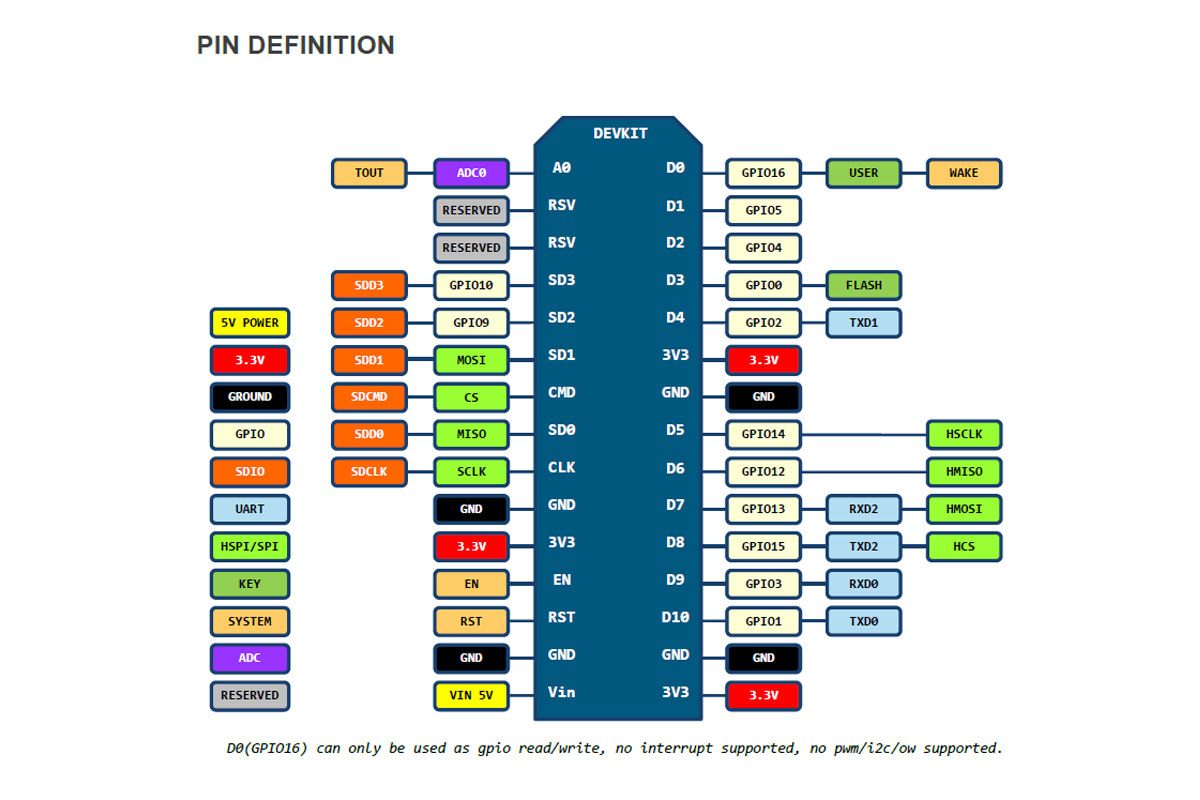 PIN DEFINITION
DEVKIT
TOUT ADC0 A0 D0 GPIO16 USER WAKE
RESERVED RSV D1 GPIO5
RESERVED RSV D2 GPIO4
SDD3 GPIO10 SD3 D3 GPIO0 FLASH
5V POWER SDD2 GPIO9 SD2 D4 GPIO2 TXD1
3.3V SDD1 MOSI SD1 3V3 3.3V
GROUND SDCMD CS CMD GND GND
GPIO SDD0 MISO SD0 D5 GPIO14 HSCLK
SDIO SDCLK SCLK CLK D6 GPIO12 HMISO
UART GND GND D7 GPIO13 RXD2 HMOSI
HSPI/SPI 3.3V 3V3 D8 GPIO15 TXD2 HCS
KEY EN EN D9 GPIO3 RXD0
SYSTEM RST RST D10 GPIO1 TXD0
ADC GND GND GND GND
RESERVED VIN 5V Vin 3V3 3.3V
D0(GPIO16) can only be used as gpio read/write, no interrupt supported, no pwm/i2c/ow supported.